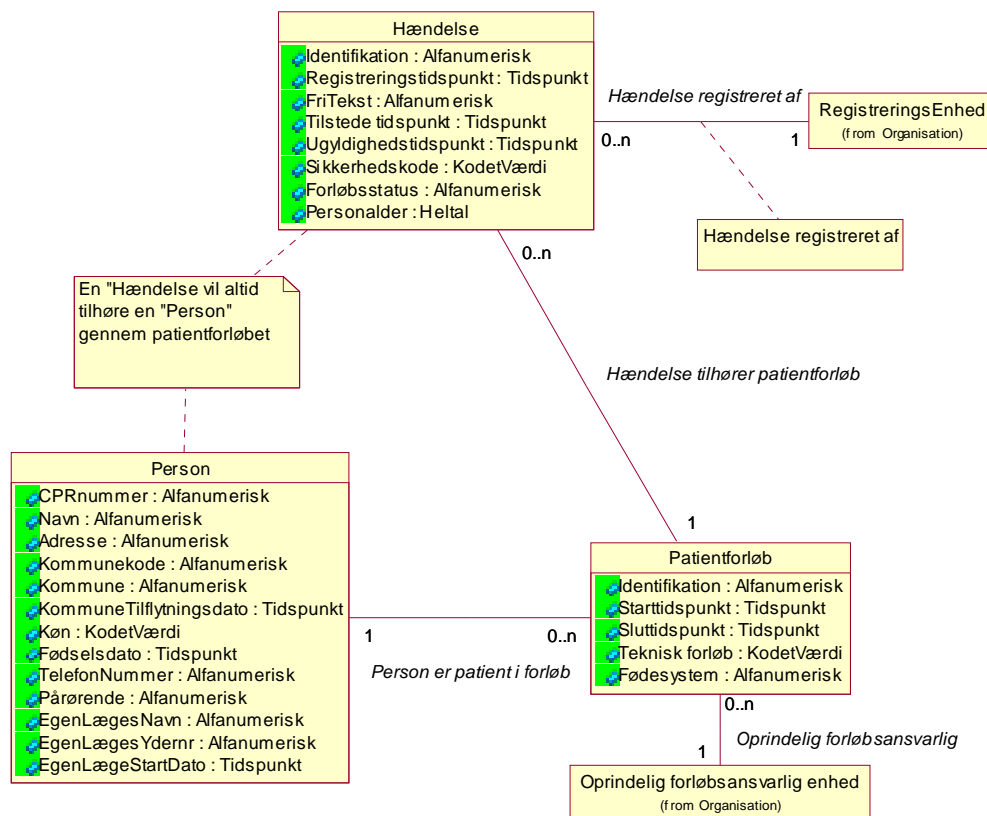 Hændelse
Identifikation : Alfanumerisk
Registreringstidspunkt : Tidspunkt
FriTekst : Alfanumerisk
Tilstede tidspunkt : Tidspunkt
Ugyldighedstidspunkt : Tidspunkt
Sikkerhedskode : KodetVærdi
Forløbsstatus : Alfanumerisk
Personalder : Heltal
Hændelse registreret af
0..n
1
RegistreringsEnhed
(from Organisation)
Hændelse registreret af
0..n
En "Hændelse vil altid
tilhøre en "Person"
gennem patientforløbet
Hændelse tilhører patientforløb
1
Person
CPRnummer : Alfanumerisk
Navn : Alfanumerisk
Adresse : Alfanumerisk
Kommunekode : Alfanumerisk
Kommune : Alfanumerisk
KommuneTilflytningsdato : Tidspunkt
Køn : KodetVærdi
Fødselsdato : Tidspunkt
TelefonNummer : Alfanumerisk
Pårørende : Alfanumerisk
EgenLægesNavn : Alfanumerisk
EgenLægesYdernr : Alfanumerisk
EgenLægeStartDato : Tidspunkt
1
0..n
Person er patient i forløb
Patientforløb
Identifikation : Alfanumerisk
Starttidspunkt : Tidspunkt
Sluttidspunkt : Tidspunkt
Teknisk forløb : KodetVærdi
Fødesystem : Alfanumerisk
0..n
1
Oprindelig forløbsansvarlig
Oprindelig forløbsansvarlig enhed
(from Organisation)